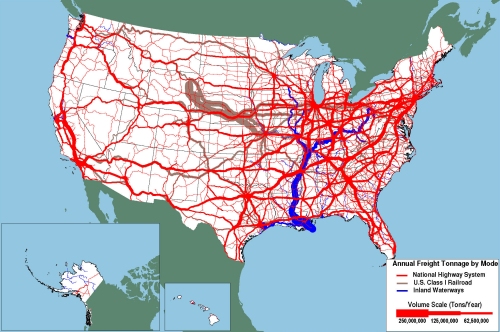 Annual Freight Tonnage by Mode
National Highway System
U.S. Class I Railroad
Inland Waterways
Volume Scale (Tons/Year)
250,000,000 125,000,000 62,500,000